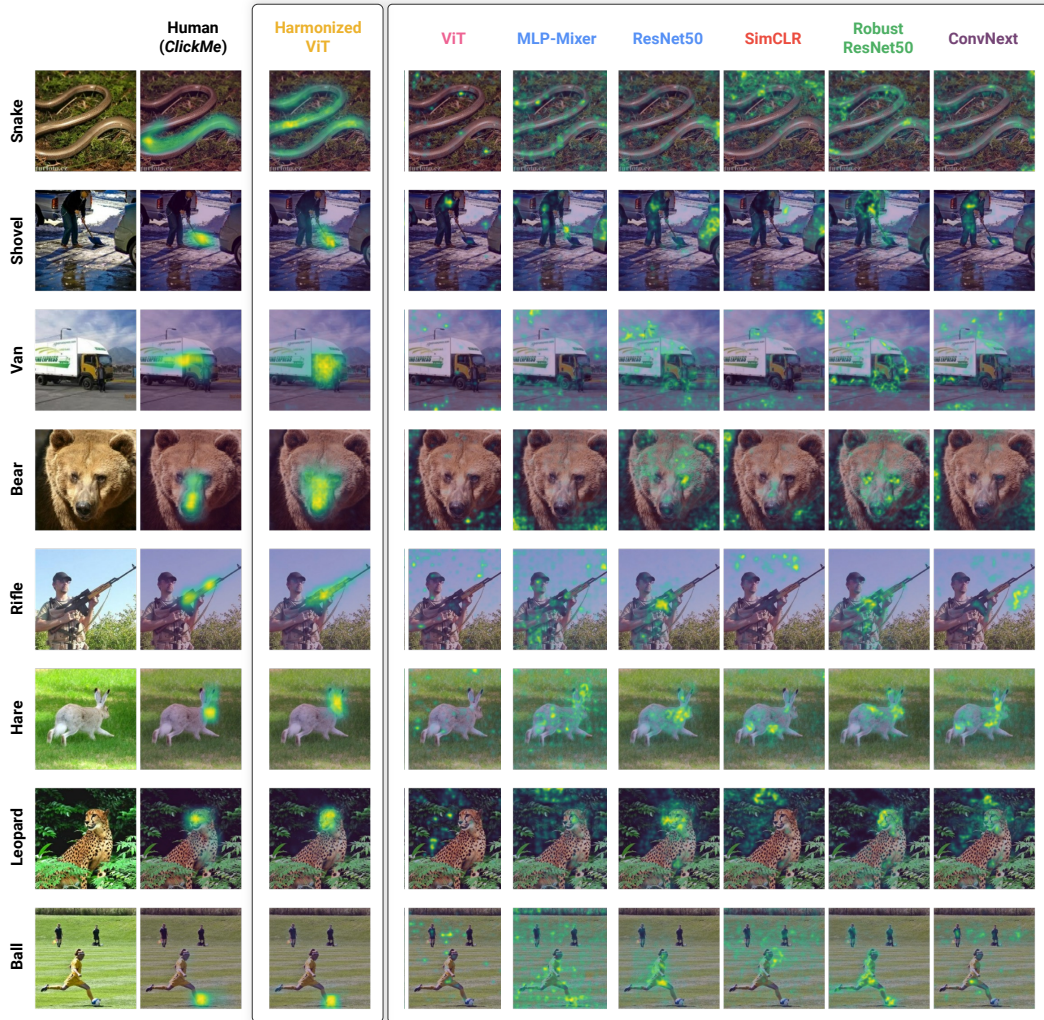 Human
(ClickMe)
Harmonized
ViT
ViT
MLP-Mixer
ResNet50
SimCLR
Robust
ResNet50
ConvNext
Snake
Shovel
Van
Bear
Rifle
Hare
Leopard
Ball